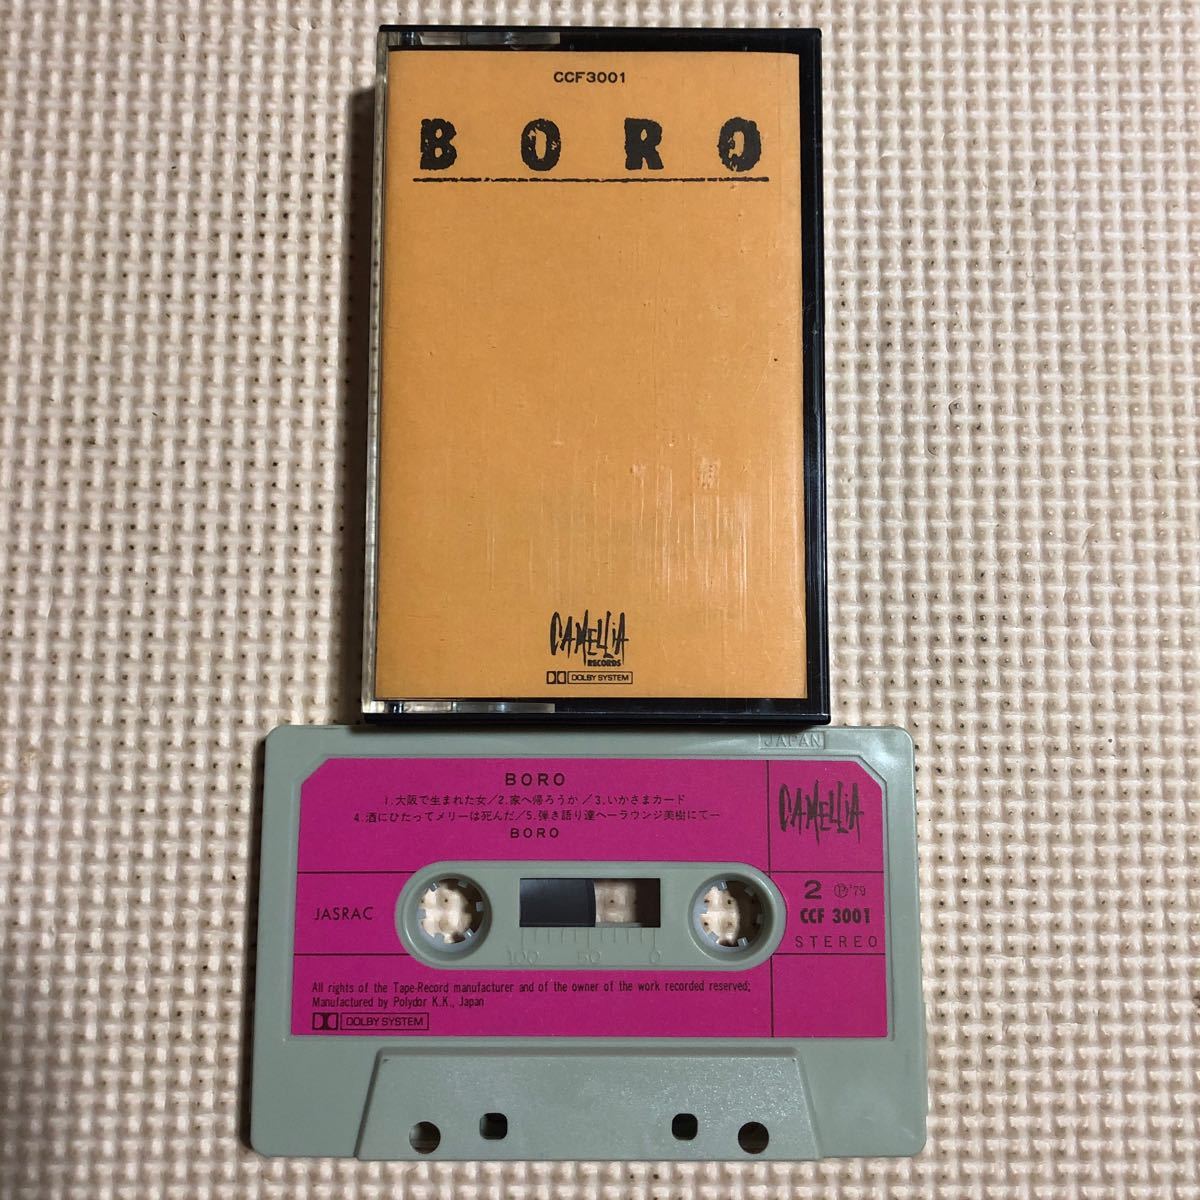 CCF3001
BORO
CAMELLiA
RECORDS
DOLBY SYSTEM
JAPAN
BORO
1.大阪で生まれた女/2.家へ帰ろうか/3.いかさまカード
4.酒にひたってメリーは死んだ/5.弾き語り達へーラウンジ美樹にてー
BORO
CAMELLiA
JASRAC
2 Ⓟ'79
CCF 3001
STEREO
100 50 0
All rights of the Tape-Record manufacturer and of the owner of the work recorded reserved;
Manufactured by Polydor K.K., Japan
DOLBY SYSTEM